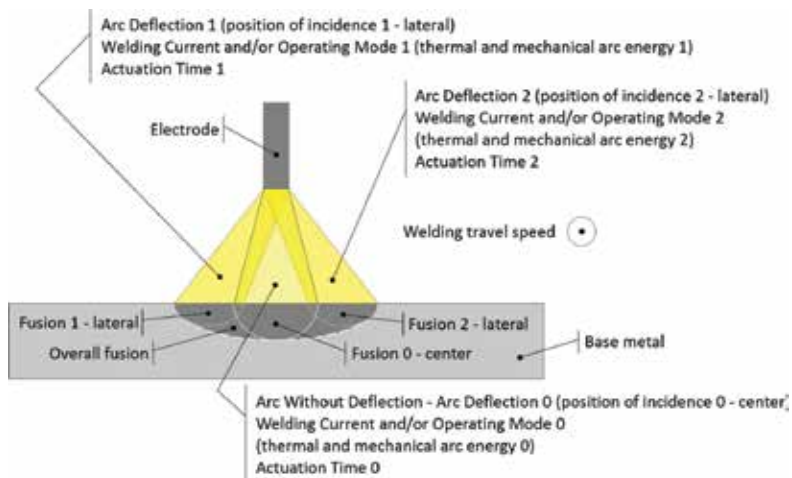 Arc Deflection 1 (position of incidence 1 - lateral)
Welding Current and/or Operating Mode 1 (thermal and mechanical arc energy 1)
Actuation Time 1
Arc Deflection 2 (position of incidence 2 - lateral)
Welding Current and/or Operating Mode 2
(thermal and mechanical arc energy 2)
Actuation Time 2
Electrode
Welding travel speed
Fusion 1 - lateral
Fusion 2 - lateral
Overall fusion
Fusion 0 - center
Base metal
Arc Without Deflection - Arc Deflection 0 (position of incidence 0 - center)
Welding Current and/or Operating Mode 0
(thermal and mechanical arc energy 0)
Actuation Time 0